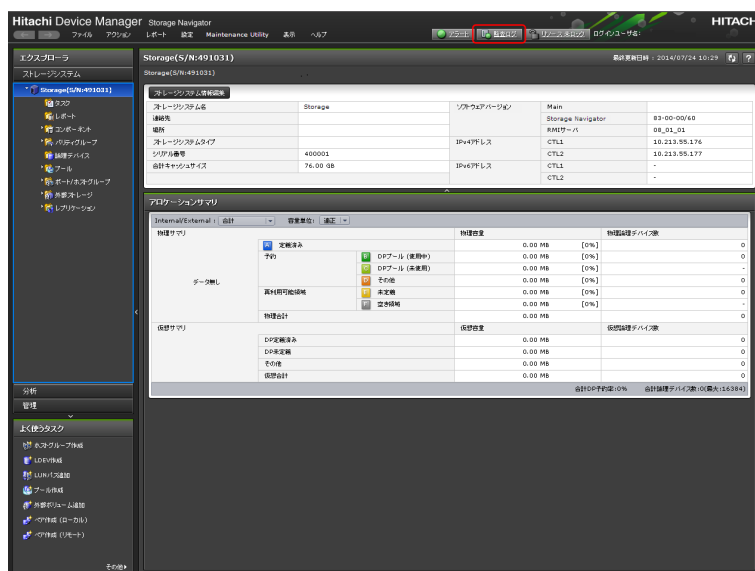 Hitachi Device Manager Storage Navigator
HITACHI
ファイル アクション レポート 設定 Maintenance Utility 表示 ヘルプ
アラート 監査ログ リソース未ロック ログインユーザ名:
エクスプローラ
ストレージシステム
Storage(S/N:491031)
タスク
レポート
コンポーネント
パリティグループ
論理デバイス
プール
ポート/ホストグループ
外部ストレージ
レプリケーション
分析
管理
よく使うタスク
ホストグループ作成
LDEV作成
LUNパス追加
プール作成
外部ボリューム追加
ペア作成 (ローカル)
ペア作成 (リモート)
その他
Storage(S/N:491031) 最終更新日時 : 2014/07/24 10:29
Storage(S/N:491031)
ストレージシステム情報編集
ストレージシステム名 Storage ソフトウェアバージョン Main
連絡先 Storage Navigator 83-00-00/60
場所 RMIサーバ 08_01_01
ストレージシステムタイプ IPv4アドレス CTL1 10.213.55.176
シリアル番号 400001 CTL2 10.213.55.177
合計キャッシュサイズ 76.00 GB IPv6アドレス CTL1 -
CTL2 -
アロケーションサマリ
Internal/External : 合計 容量単位: 適正
物理サマリ 物理容量 物理論理デバイス数
データ無し
A 定義済み 0.00 MB [0%] 0
予約 B DPプール (使用中) 0.00 MB [0%] 0
C DPプール (未使用) 0.00 MB [0%] -
D その他 0.00 MB [0%] 0
再利用可能領域 E 未定義 0.00 MB [0%] 0
F 空き領域 0.00 MB [0%] -
物理合計 0.00 MB 0
仮想サマリ 仮想容量 仮想論理デバイス数
DP定義済み 0.00 MB 0
DP未定義 0.00 MB 0
その他 0.00 MB 0
仮想合計 0.00 MB 0
合計DP予約率:0% 合計論理デバイス数:0(最大:16384)